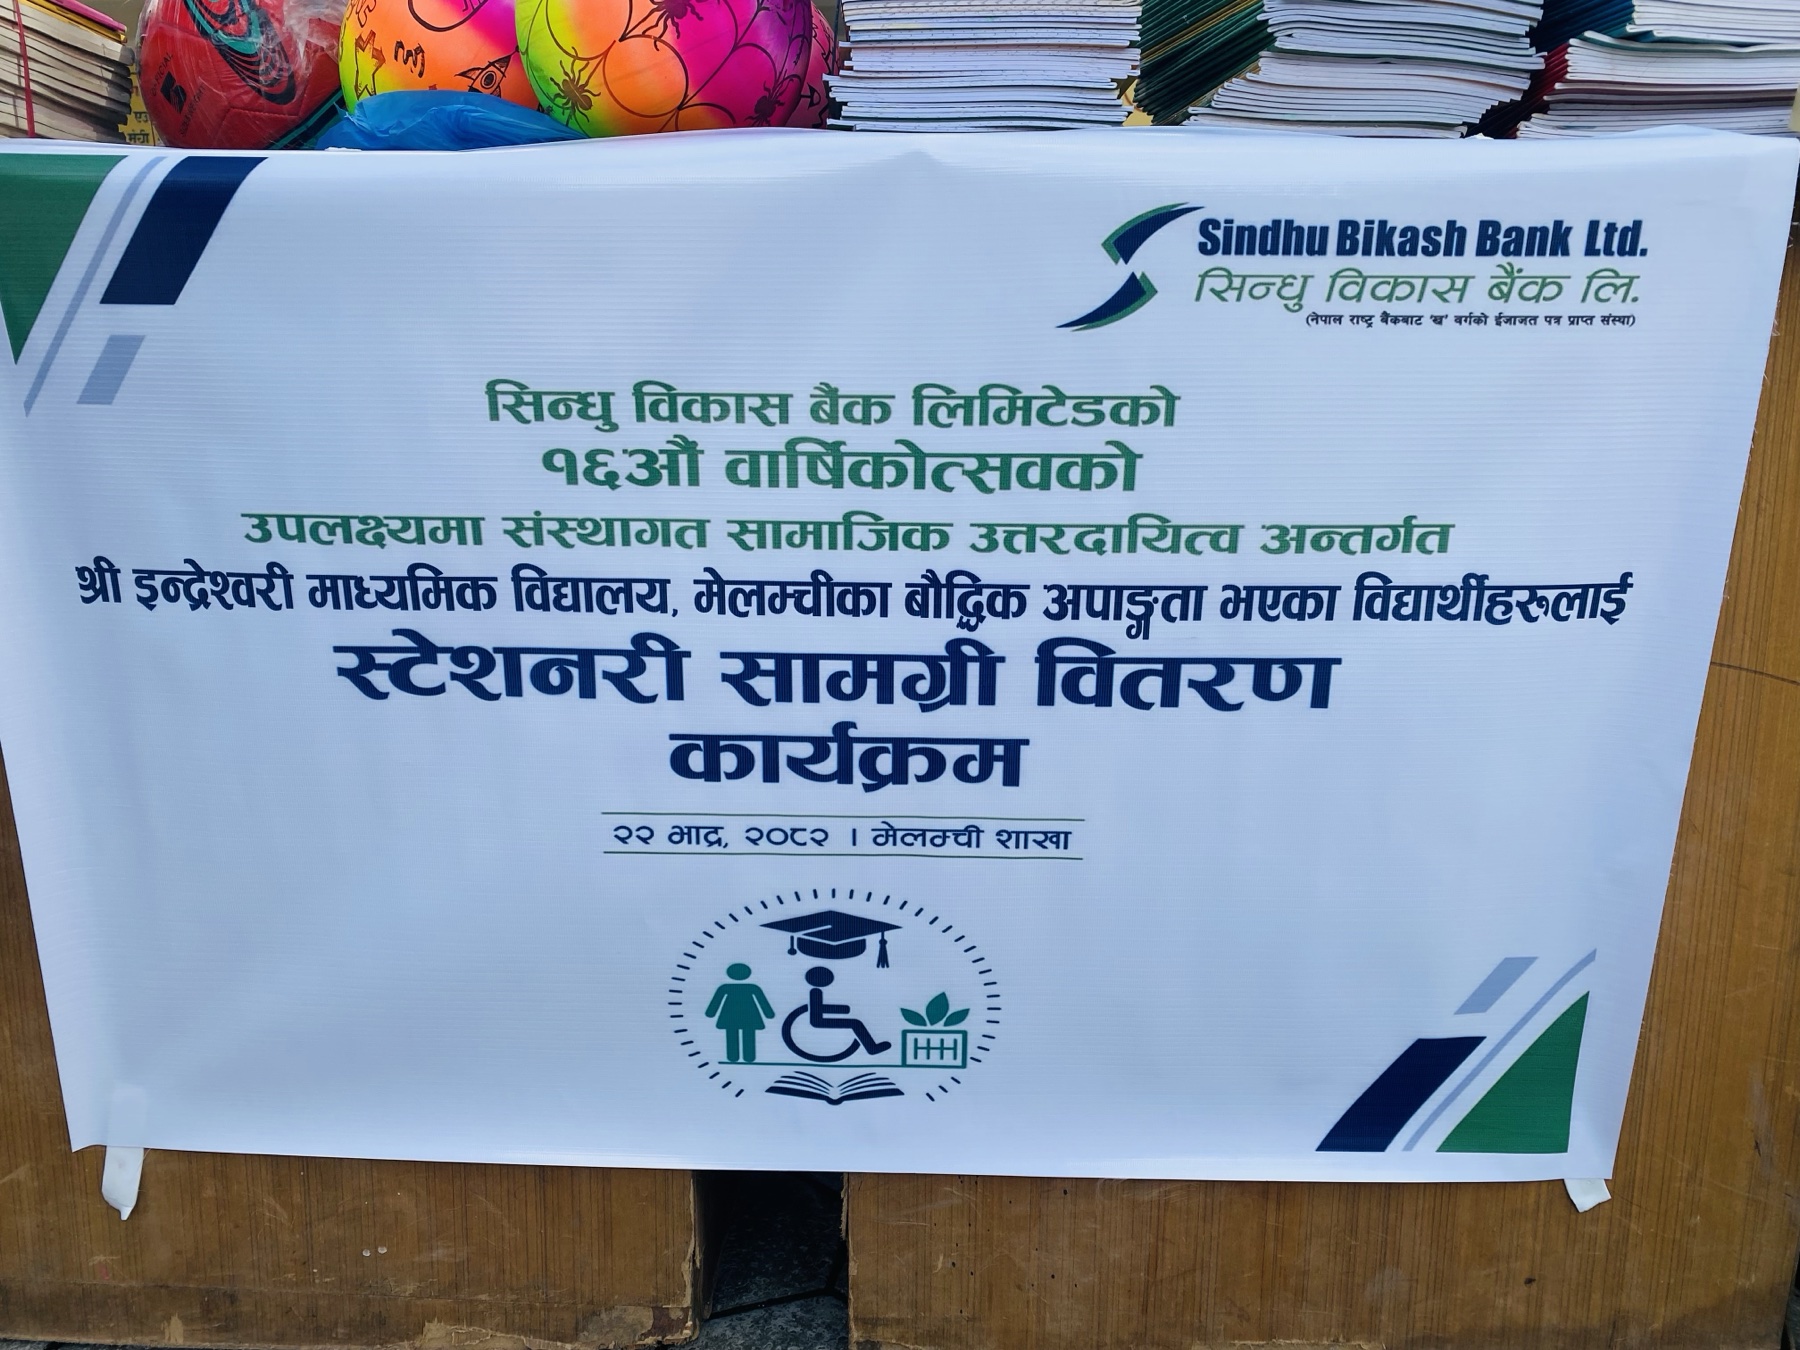 Sindhu Bikash Bank Ltd.
सिन्धु विकास बैंक लि.
(नेपाल राष्ट्र बैंकबाट 'ख' वर्गको ईजाजत पत्र प्राप्त संस्था)
सिन्धु विकास बैंक लिमिटेडको
१६औं वार्षिकोत्सवको
उपलक्ष्यमा संस्थागत सामाजिक उत्तरदायित्व अन्तर्गत
श्री इन्द्रेश्वरी माध्यमिक विद्यालय, मेलम्चीका बौद्धिक अपाङ्गता भएका विद्यार्थीहरुलाई
स्टेशनरी सामग्री वितरण
कार्यक्रम
२२ भाद्र, २०८२ । मेलम्ची शाखा